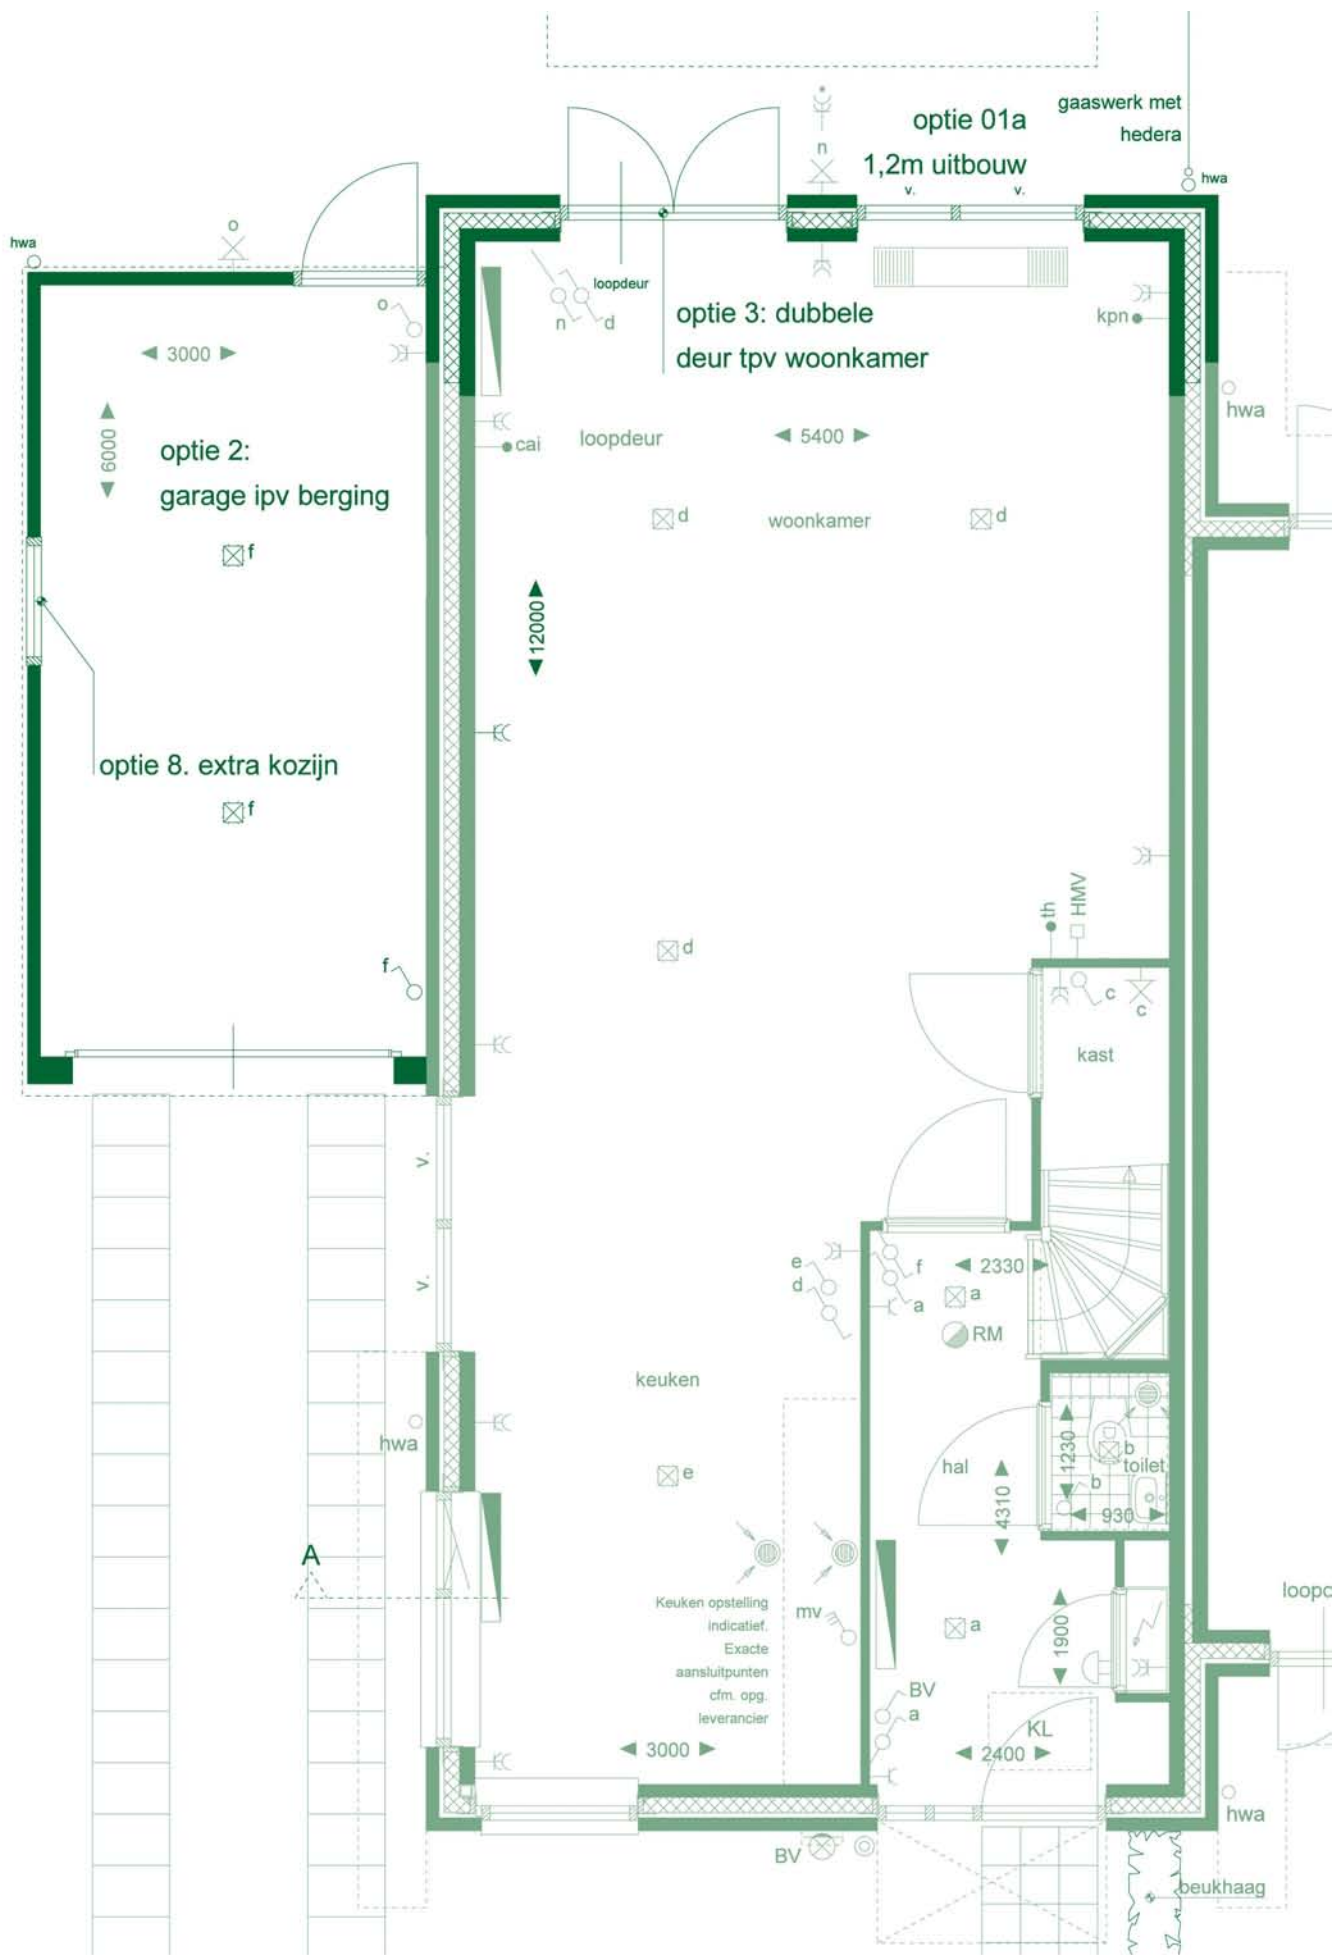 gaaswerk met
hedera
optie 01a
1,2m uitbouw
n
v.
v.
hwa
hwa
o
loopdeur
n
d
optie 3: dubbele
deur tpv woonkamer
kpn
o
3000
6000
optie 2:
garage ipv berging
f
cai
loopdeur
5400
hwa
d
woonkamer
d
12000
optie 8. extra kozijn
f
f
d
th
HMV
c
c
kast
v.
v.
e
d
f
a
2330
a
RM
keuken
hwa
e
hal
4310
1230
b
toilet
b
930
A
Keuken opstelling
indicatief.
Exacte
aansluitpunten
cfm. opg.
leverancier
mv
a
1900
BV
a
KL
3000
2400
loopd
hwa
BV
beukhaag